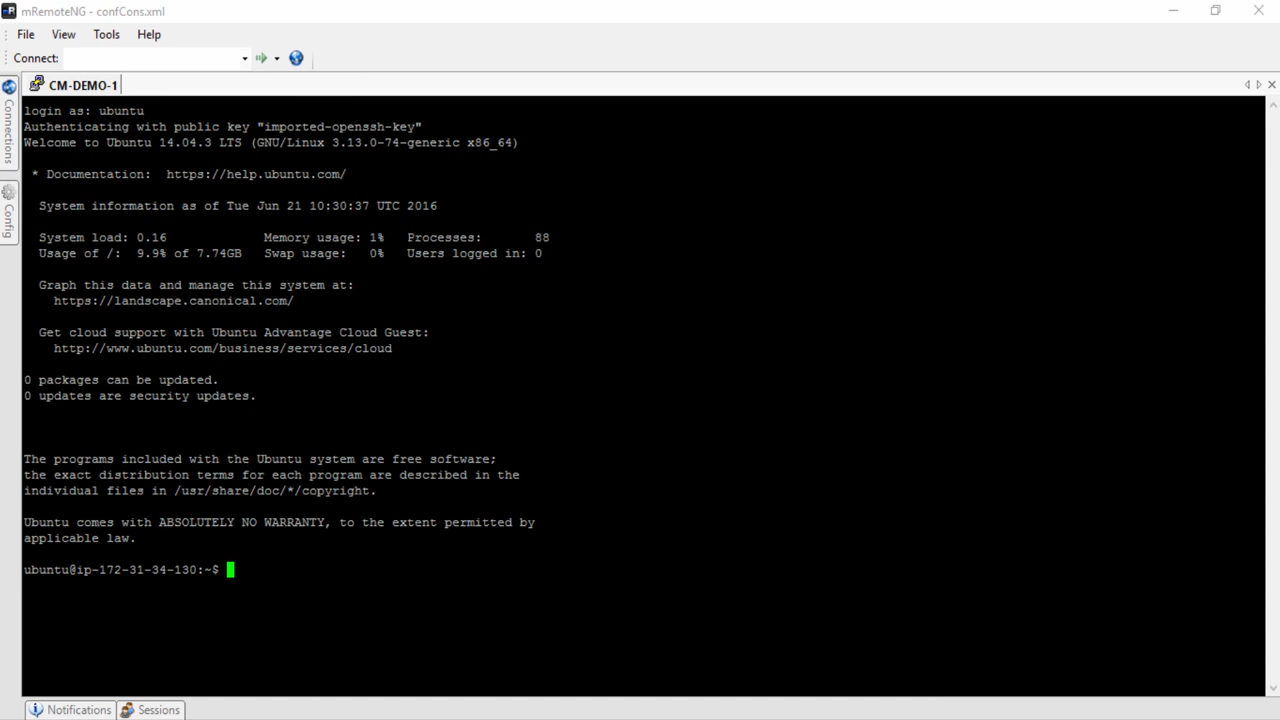 mRemoteNG - confCons.xml
File View Tools Help
Connect:
CM-DEMO-1
Connections
Config
login as: ubuntu
Authenticating with public key "imported-openssh-key"
Welcome to Ubuntu 14.04.3 LTS (GNU/Linux 3.13.0-74-generic x86_64)
* Documentation: https://help.ubuntu.com/
System information as of Tue Jun 21 10:30:37 UTC 2016
System load: 0.16 Memory usage: 1% Processes: 88
Usage of /: 9.9% of 7.74GB Swap usage: 0% Users logged in: 0
Graph this data and manage this system at:
https://landscape.canonical.com/
Get cloud support with Ubuntu Advantage Cloud Guest:
http://www.ubuntu.com/business/services/cloud
0 packages can be updated.
0 updates are security updates.
The programs included with the Ubuntu system are free software;
the exact distribution terms for each program are described in the
individual files in /usr/share/doc/*/copyright.
Ubuntu comes with ABSOLUTELY NO WARRANTY, to the extent permitted by
applicable law.
ubuntu@ip-172-31-34-130:~$
Notifications Sessions